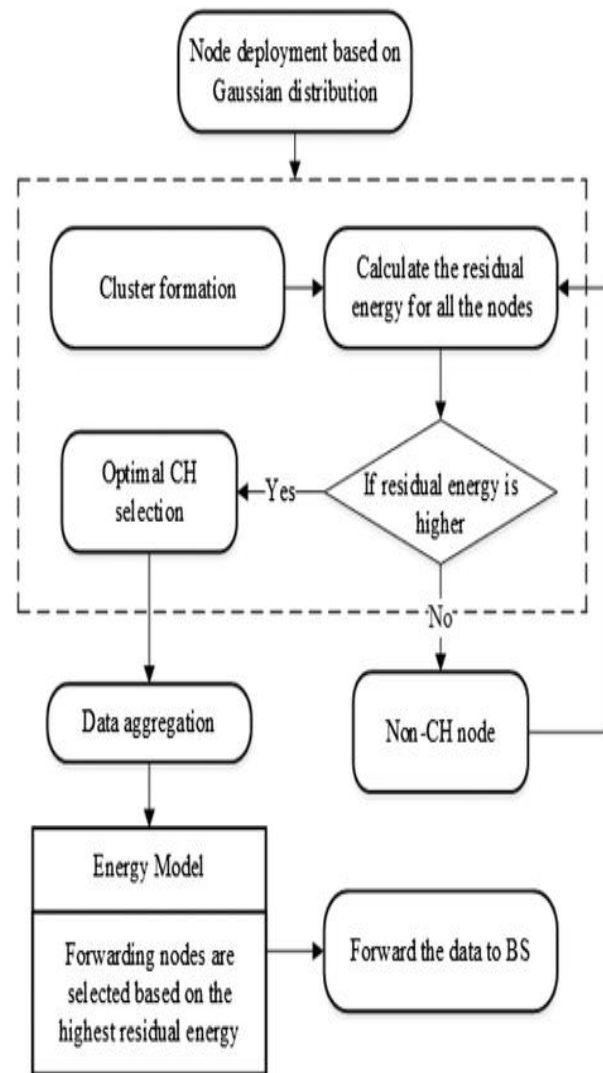 Node deployment based on
Gaussian distribution
Cluster formation
Calculate the residual
energy for all the nodes
Optimal CH
selection
Yes
If residual energy is
higher
No
Data aggregation
Non-CH node
Energy Model
Forwarding nodes are
selected based on the
highest residual energy
Forward the data to BS